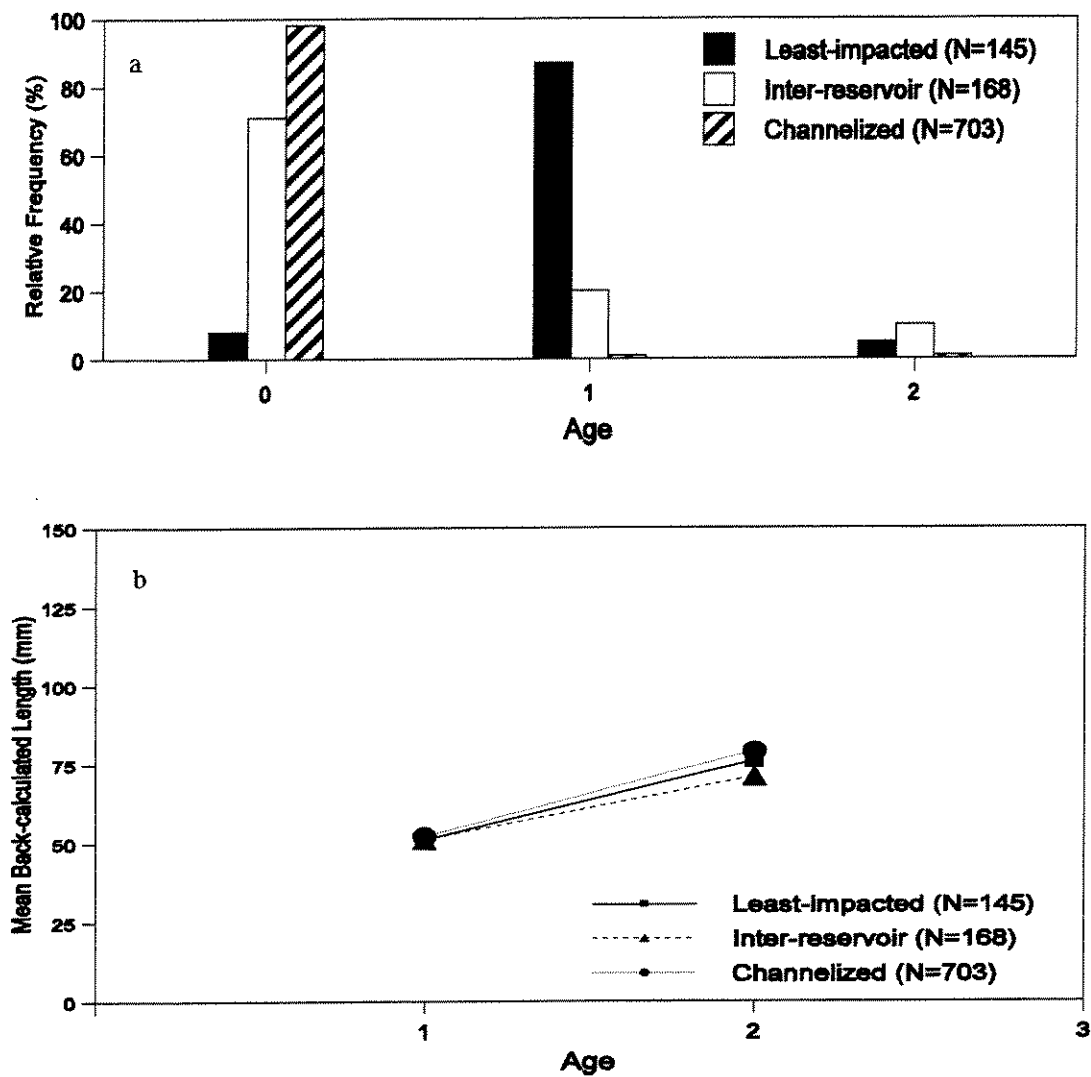 a
Relative Frequency (%)
100
80
60
40
20
0
Least-impacted (N=145)
Inter-reservoir (N=168)
Channelized (N=703)
0 1 2
Age
b
Mean Back-calculated Length (mm)
150
125
100
75
50
25
0
Least-impacted (N=145)
Inter-reservoir (N=168)
Channelized (N=703)
1 2 3
Age